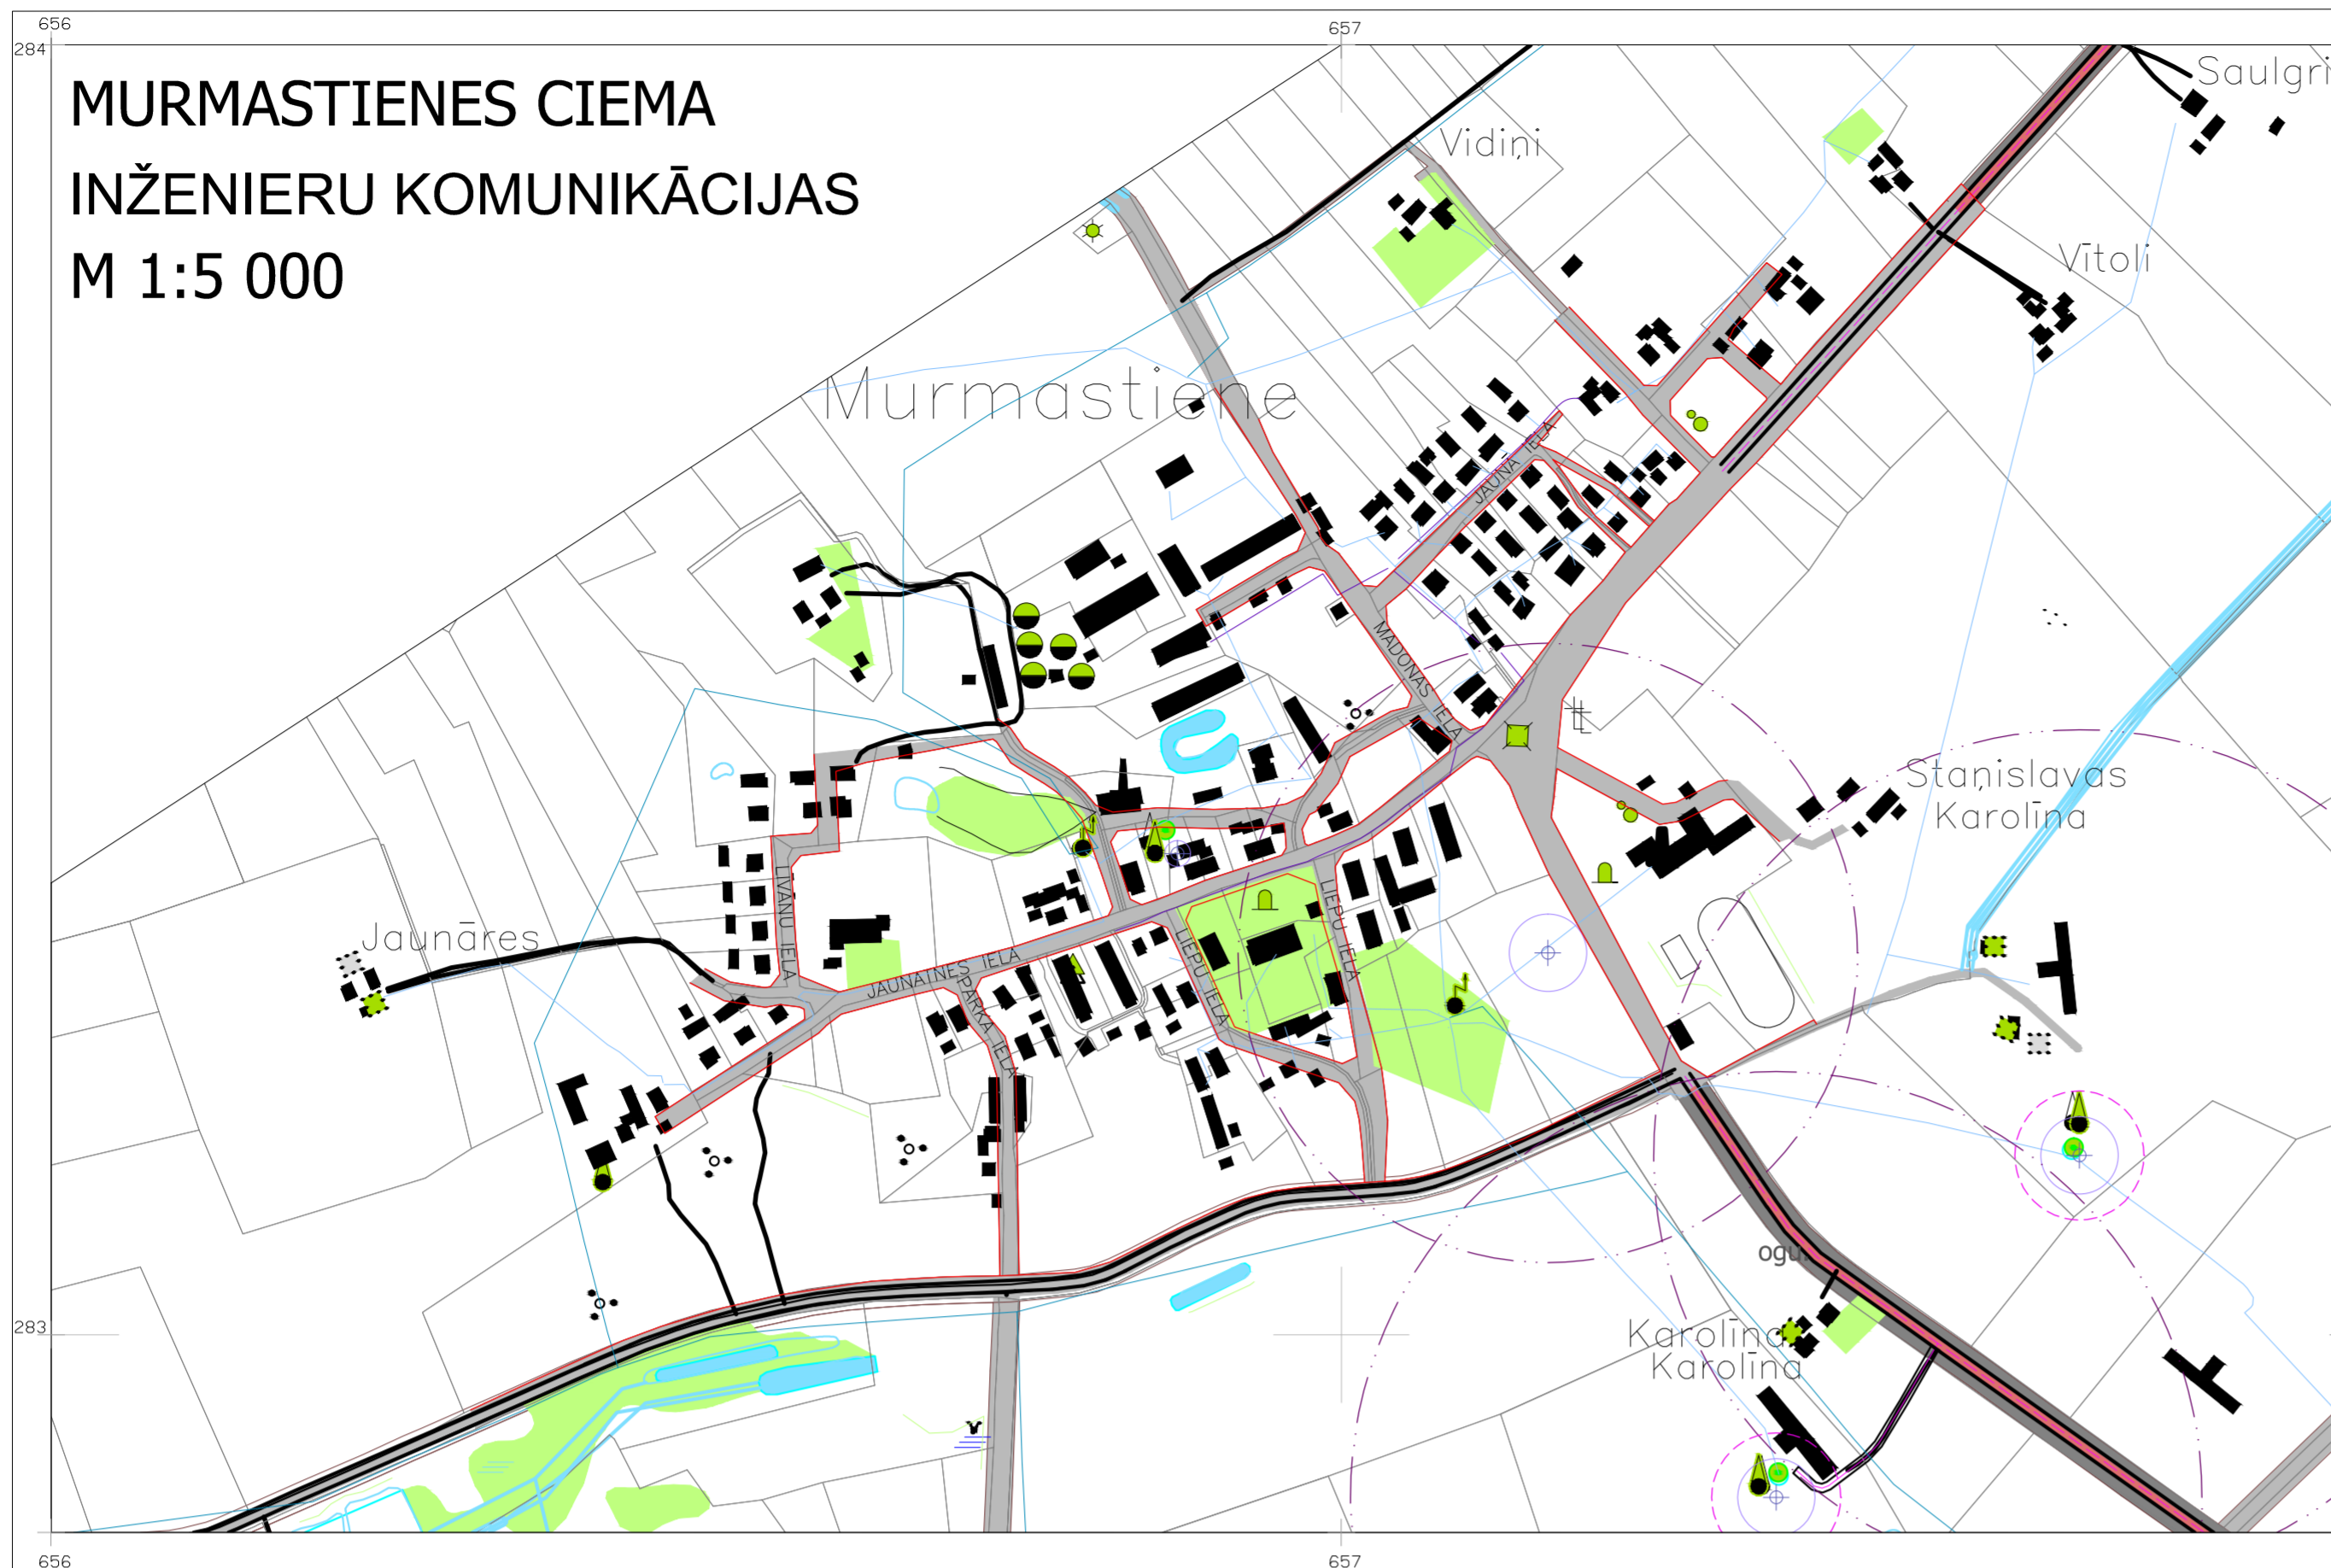 656
657
284
MURMASTIENES CIEMA
INŽENIERU KOMUNIKĀCIJAS
M 1:5 000
Saulgri
Vidiņi
Vītoli
Murmastiene
JAUNĀ IELA
MADONAS IELA
Staņislavas
Karolīna
LĪVANU IELA
Jaunāres
JAUNATNES IELA
PARKA IELA
LIEPU IELA
LIEPU IELA
ogu.
283
Karolīna
Karolīna
656
657